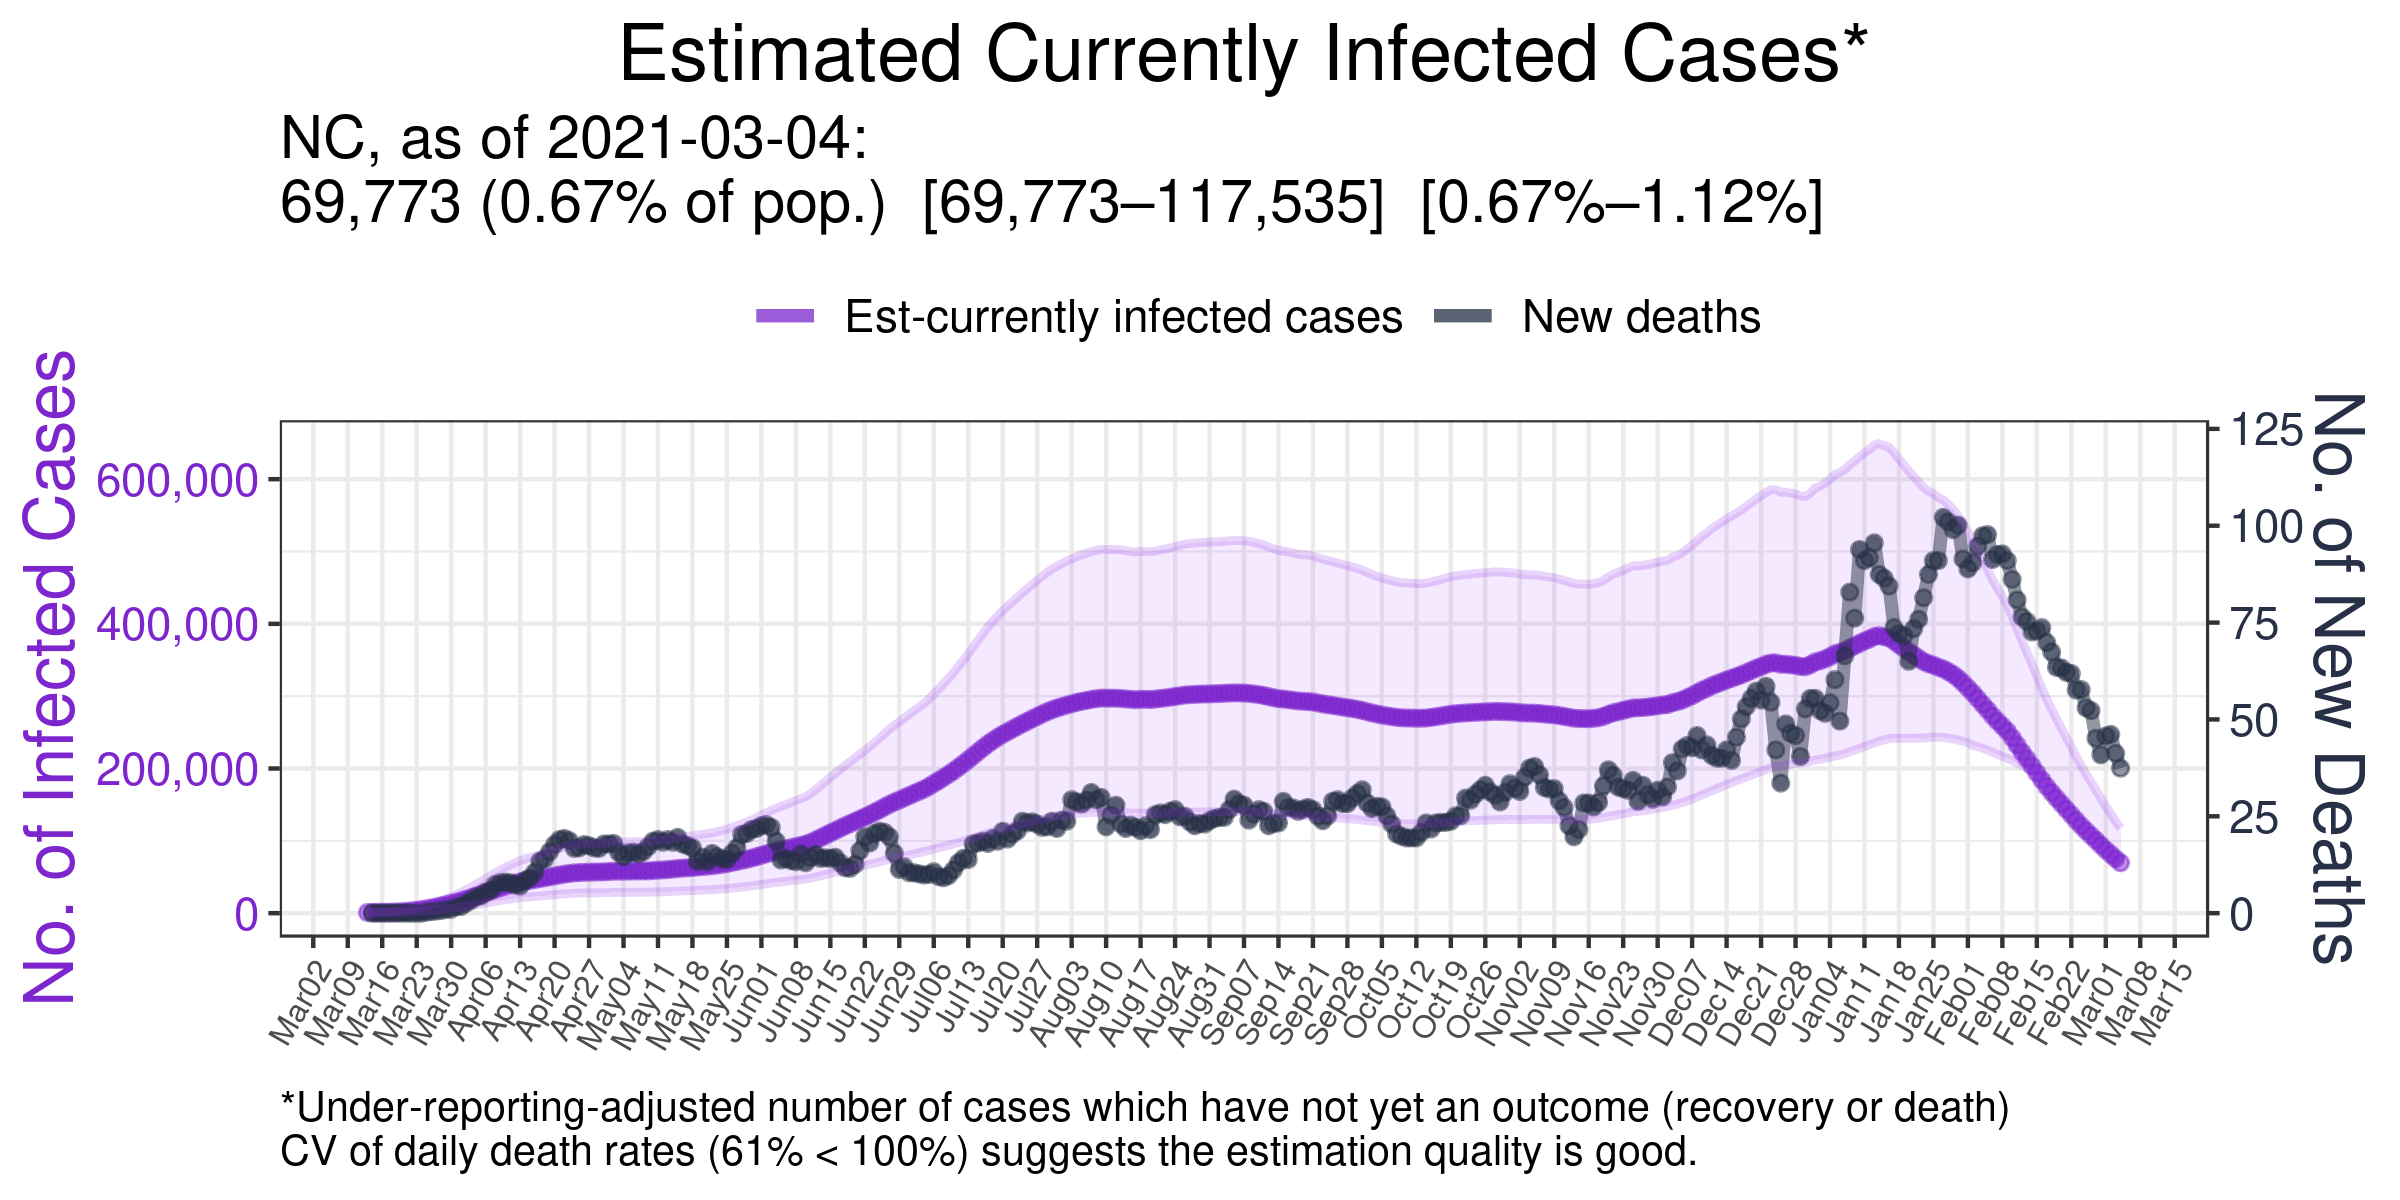 Estimated Currently Infected Cases*
NC, as of 2021-03-04:
69,773 (0.67% of pop.)  [69,773–117,535]  [0.67%–1.12%]
Est-currently infected cases
New deaths
No. of Infected Cases
600,000
400,000
200,000
0
125
100
75
50
25
0
No. of New Deaths
Mar02
Mar09
Mar16
Mar23
Mar30
Apr06
Apr13
Apr20
Apr27
May04
May11
May18
May25
Jun01
Jun08
Jun15
Jun22
Jun29
Jul06
Jul13
Jul20
Jul27
Aug03
Aug10
Aug17
Aug24
Aug31
Sep07
Sep14
Sep21
Sep28
Oct05
Oct12
Oct19
Oct26
Nov02
Nov09
Nov16
Nov23
Nov30
Dec07
Dec14
Dec21
Dec28
Jan04
Jan11
Jan18
Jan25
Feb01
Feb08
Feb15
Feb22
Mar01
Mar08
Mar15
*Under-reporting-adjusted number of cases which have not yet an outcome (recovery or death)
CV of daily death rates (61% < 100%) suggests the estimation quality is good.